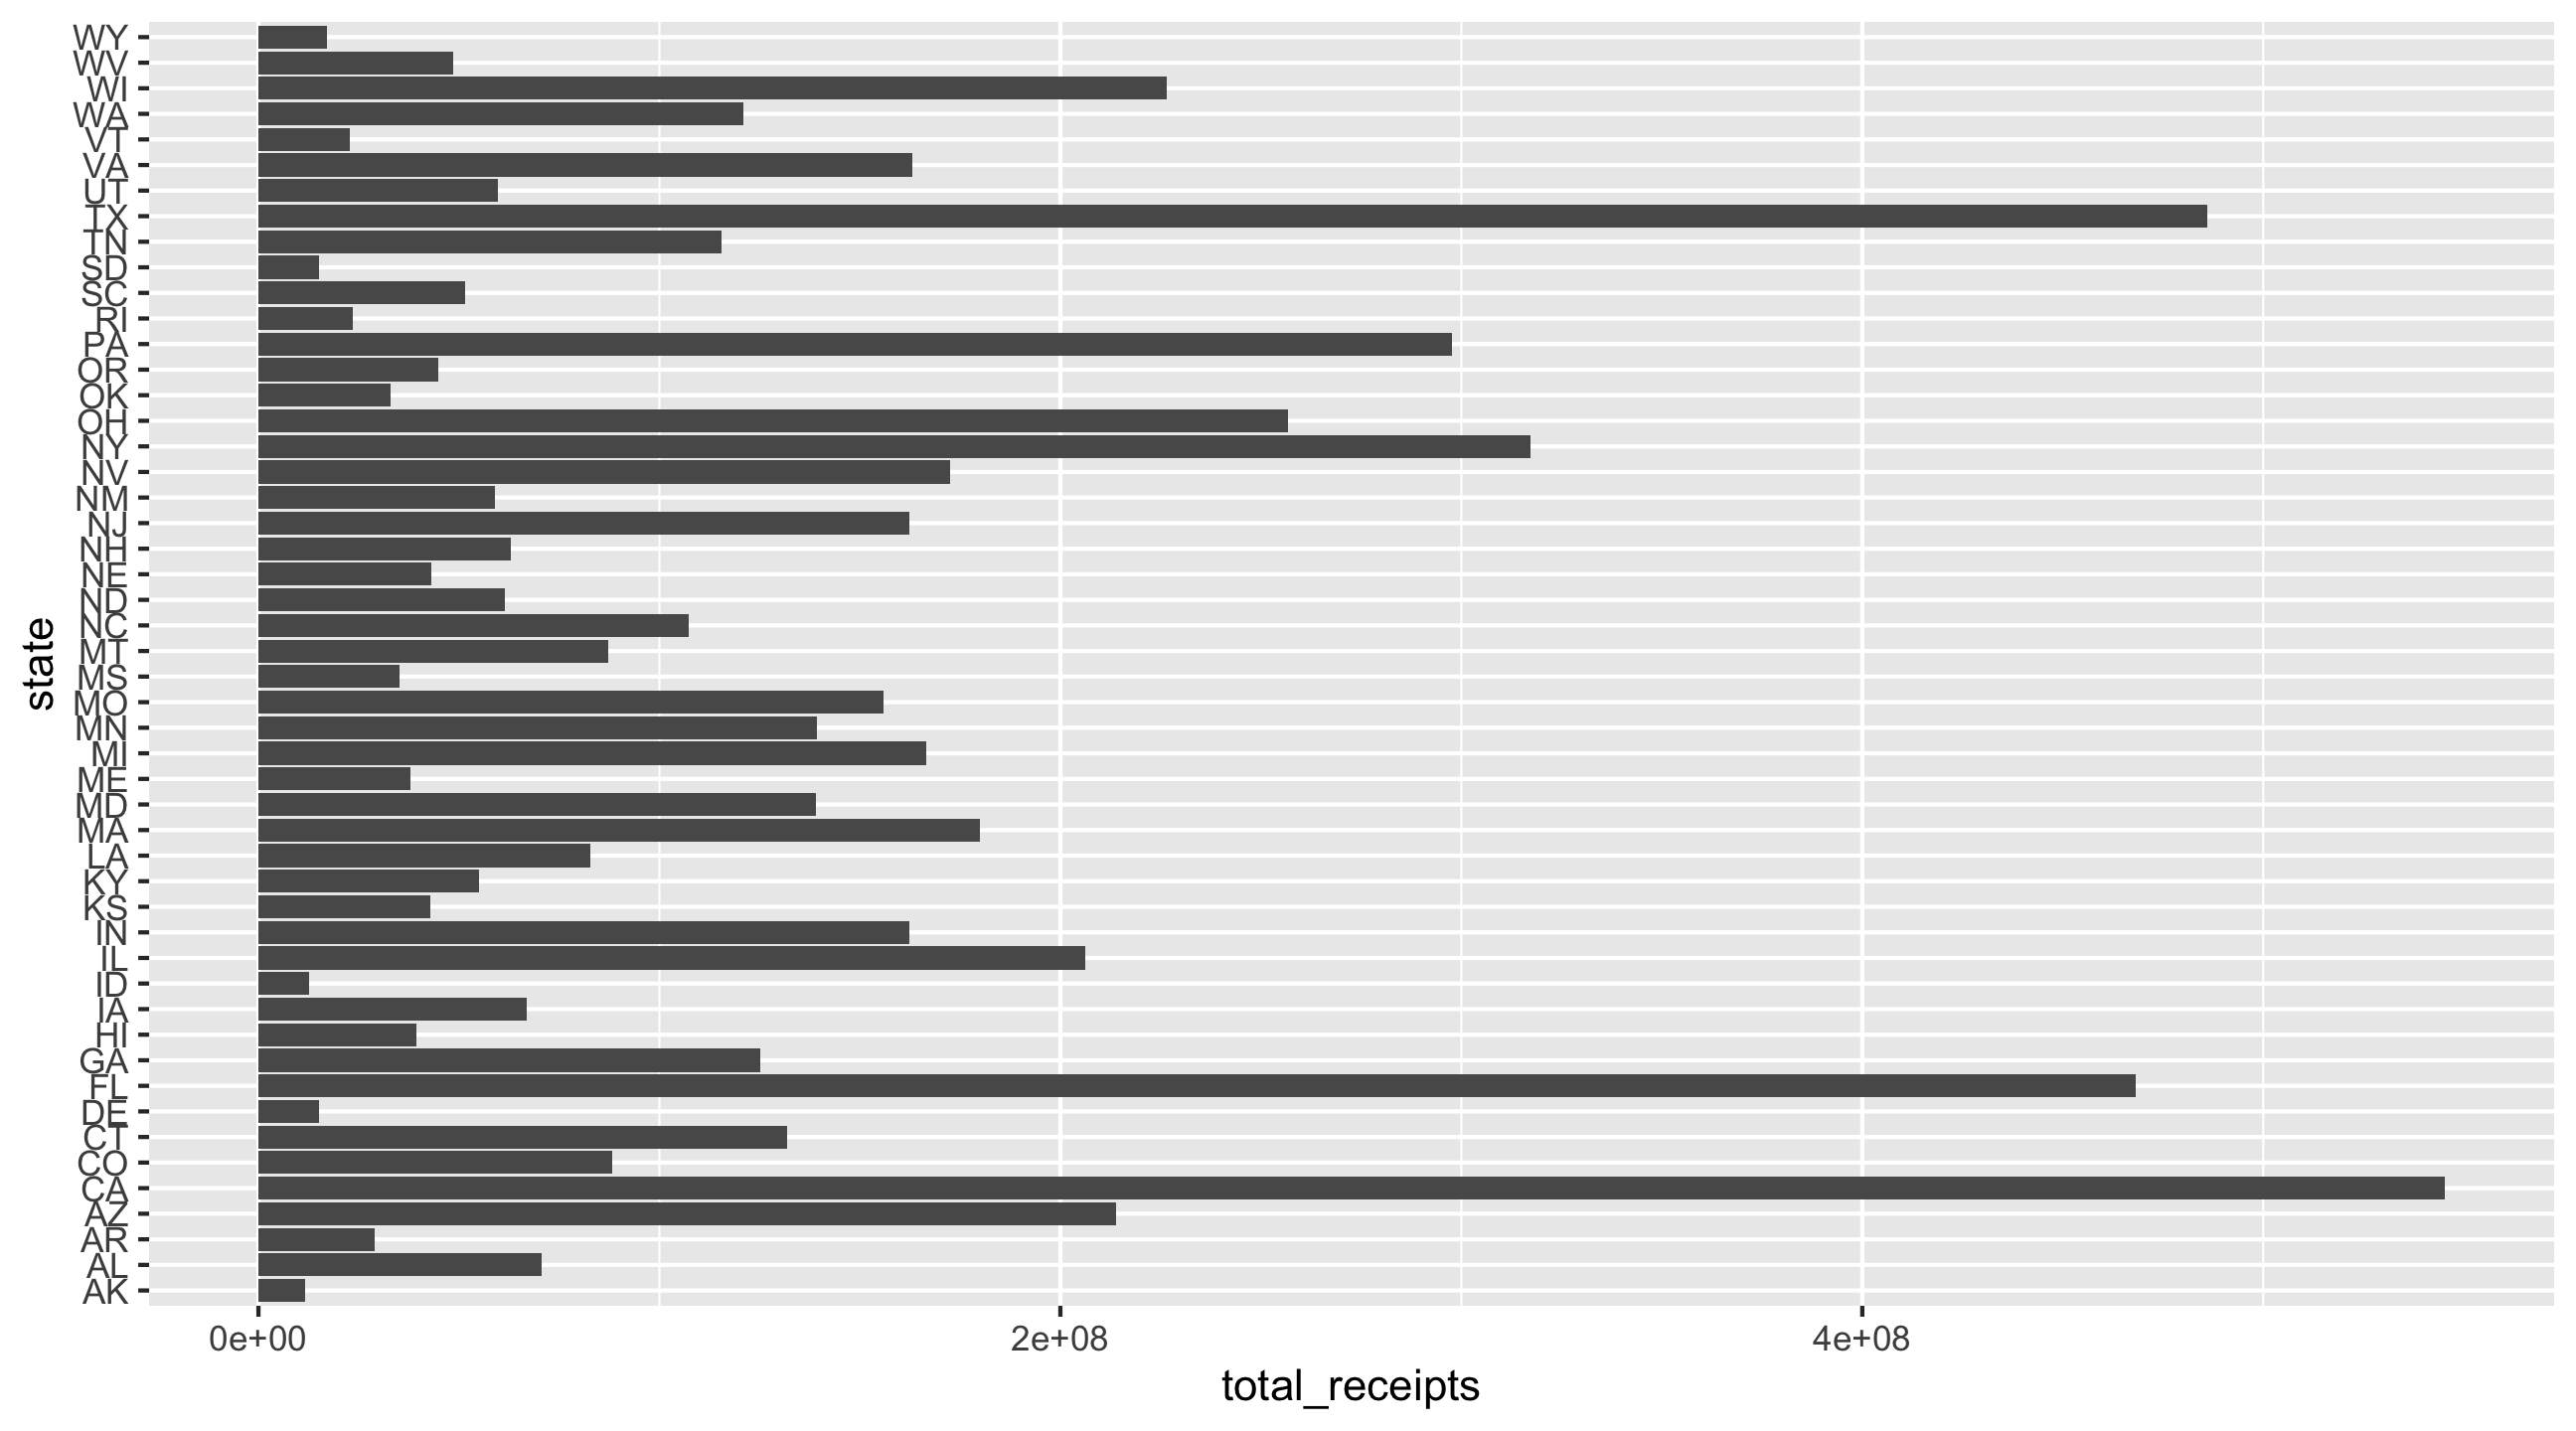 WY
WV
WI
WA
VT
VA
UT
TX
TN
SD
SC
RI
PA
OR
OK
OH
NY
NV
NM
NJ
NH
NE
ND
NC
MT
MS
MO
MN
MI
ME
MD
MA
LA
KY
KS
IN
IL
ID
IA
HI
GA
FL
DE
CT
CO
CA
AZ
AR
AL
AK
state
0e+00 2e+08 4e+08
total_receipts